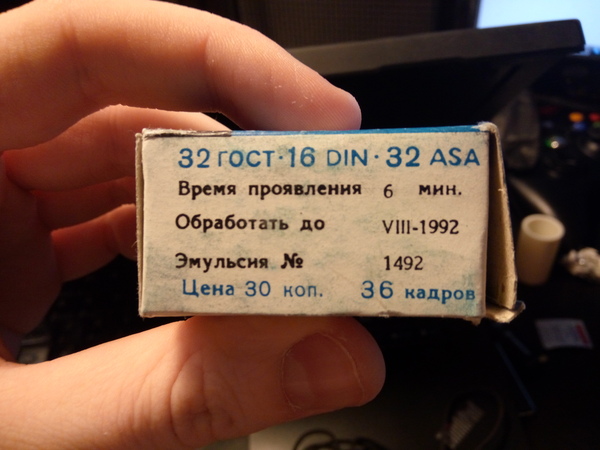 32 ГОСТ·16 DIN·32 ASA
Время проявления 6 мин.
Обработать до VIII-1992
Эмульсия № 1492
Цена 30 коп. 36 кадров